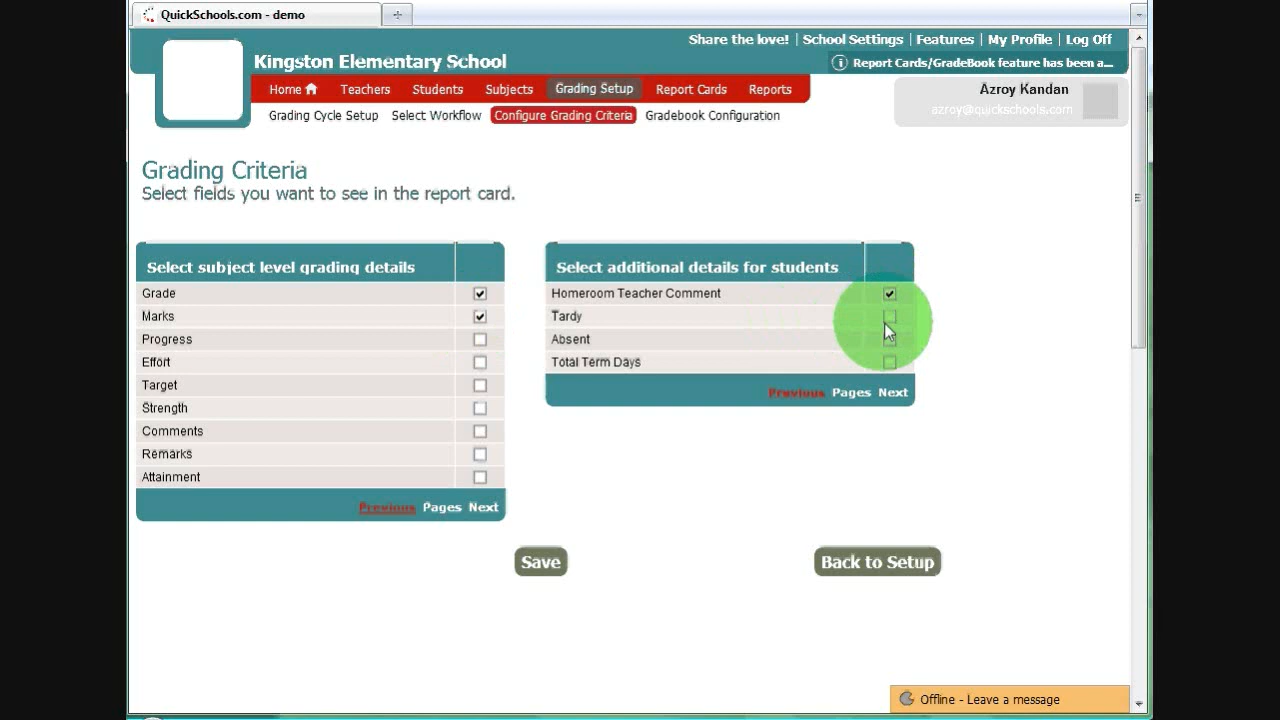 QuickSchools.com - demo
Share the love! | School Settings | Features | My Profile | Log Off
Kingston Elementary School
Report Cards/GradeBook feature has been a...
Home Teachers Students Subjects Grading Setup Report Cards Reports
Azroy Kandan
azroy@quickschools.com
Grading Cycle Setup Select Workflow Configure Grading Criteria Gradebook Configuration
Grading Criteria
Select fields you want to see in the report card.
Select subject level grading details
Grade
Marks
Progress
Effort
Target
Strength
Comments
Remarks
Attainment
Previous Pages Next
Select additional details for students
Homeroom Teacher Comment
Tardy
Absent
Total Term Days
Previous Pages Next
Save
Back to Setup
Offline - Leave a message